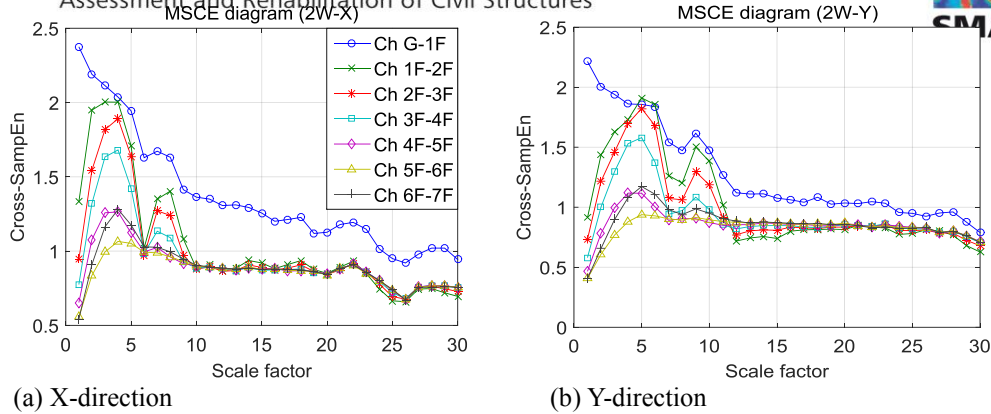 Assessment and Rehabilitation of Civil Structures
MSCE diagram (2W-X)
2.5
2
1.5
1
0.5
Cross-SampEn
Ch G-1F
Ch 1F-2F
Ch 2F-3F
Ch 3F-4F
Ch 4F-5F
Ch 5F-6F
Ch 6F-7F
0 5 10 15 20 25 30
Scale factor
(a) X-direction
MSCE diagram (2W-Y)
2.5
2
1.5
1
0.5
0
Cross-SampEn
0 5 10 15 20 25 30
Scale factor
(b) Y-direction